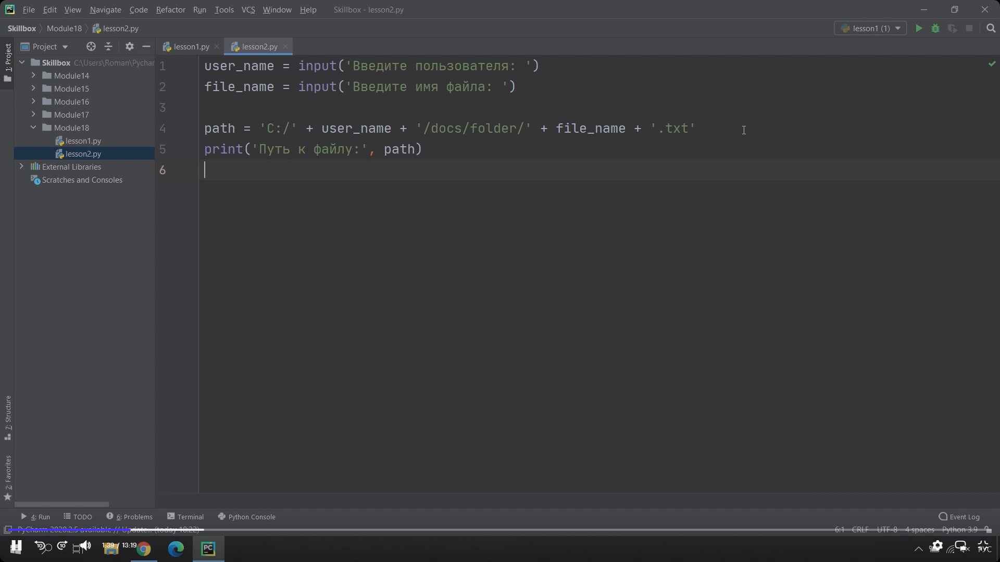 File Edit View Navigate Code Refactor Run Tools VCS Window Help Skillbox - lesson2.py
Skillbox Module18 lesson2.py lesson1 (1)
Project lesson1.py lesson2.py
1: Project
Skillbox C:\Users\Roman\Pychar
Module14
Module15
Module16
Module17
Module18
lesson1.py
lesson2.py
External Libraries
Scratches and Consoles
1 user_name = input('Введите пользователя: ')
2 file_name = input('Введите имя файла: ')
3
4 path = 'C:/' + user_name + '/docs/folder/' + file_name + '.txt'
5 print('Путь к файлу:', path)
6
7: Structure
2: Favorites
4: Run TODO 6: Problems Terminal Python Console Event Log
PyCharm 2020.2.5 available // Update... (today 18:22) 6:1 CRLF UTF-8 4 spaces Python 3.9
10 10 1:39 / 13:19 PC РУС